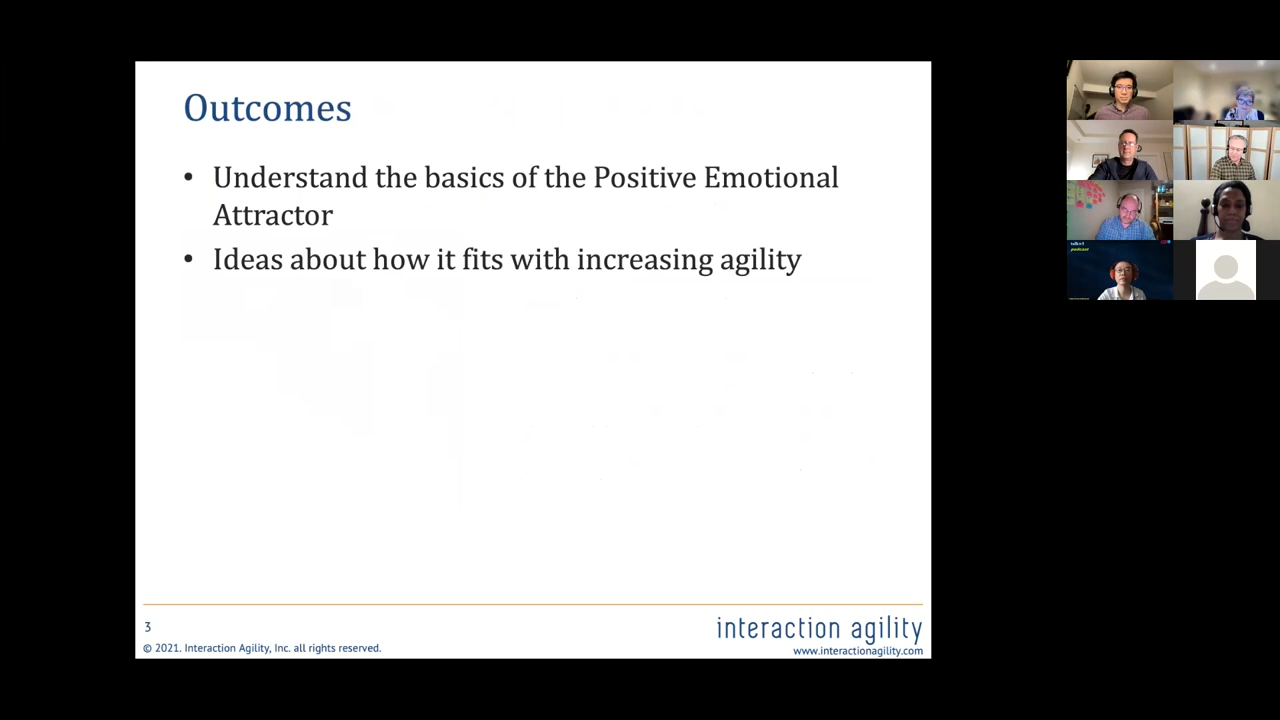 Outcomes
• Understand the basics of the Positive Emotional
Attractor
• Ideas about how it fits with increasing agility
3
© 2021. Interaction Agility, Inc. all rights reserved.
interaction agility
www.interactionagility.com
podcast